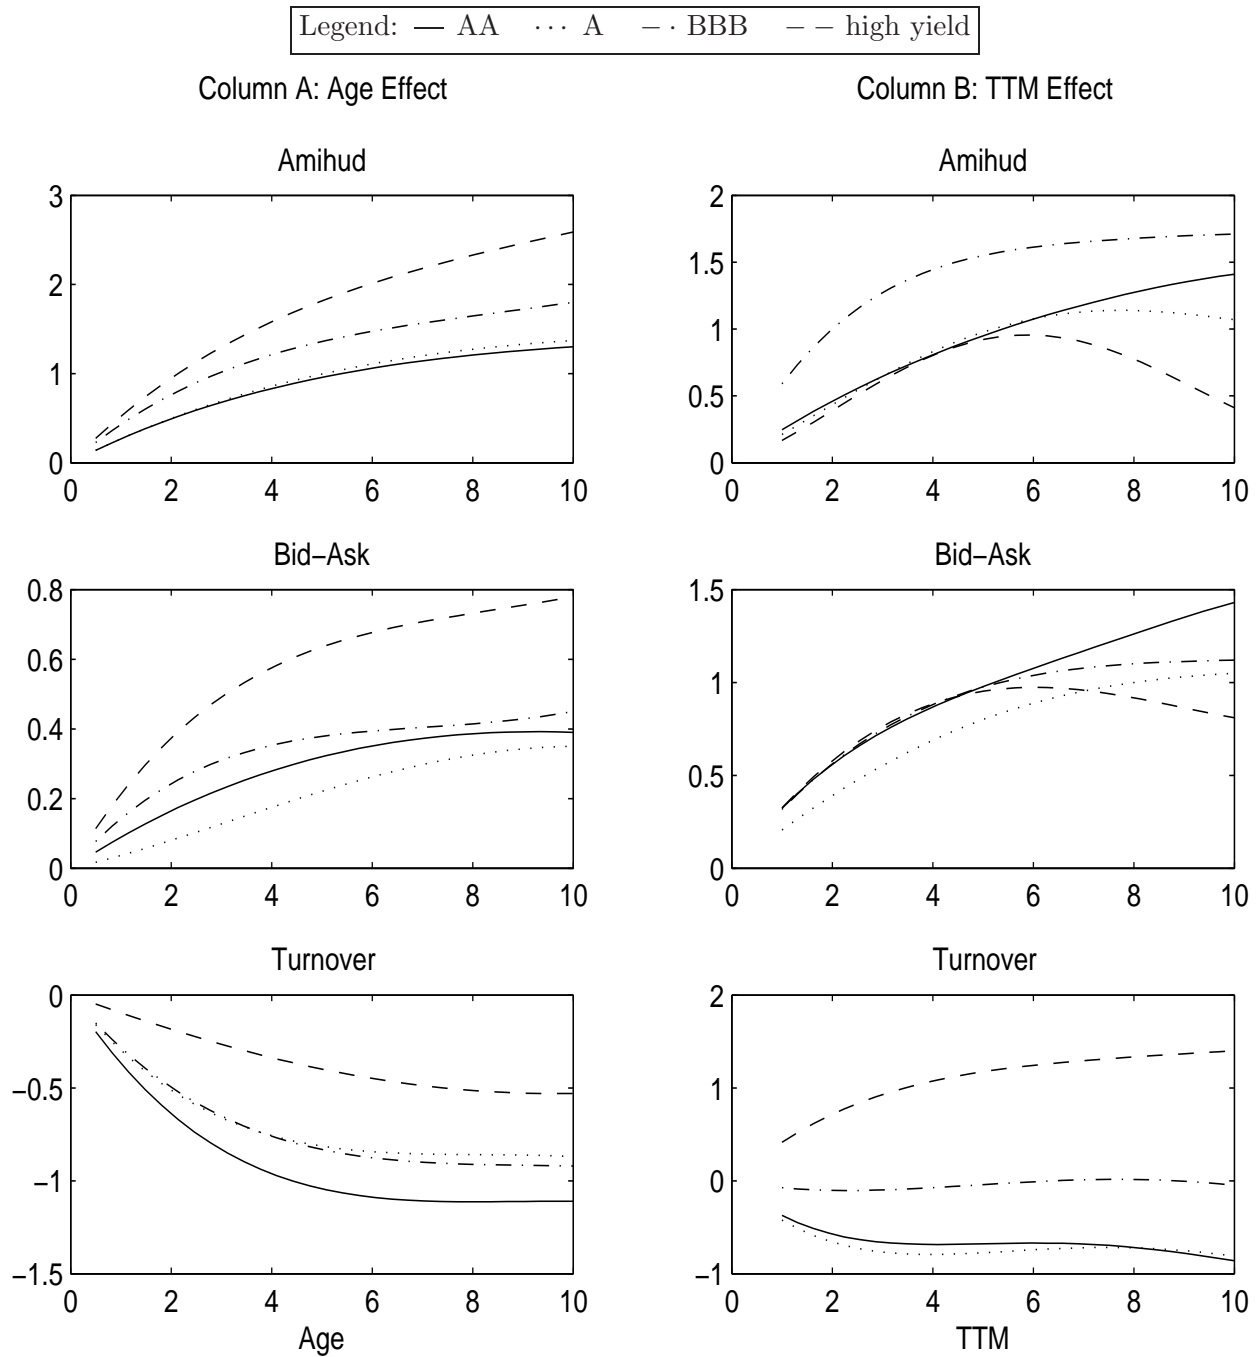 Legend: — AA ··· A − · BBB − − high yield
Column A: Age Effect
Column B: TTM Effect
Amihud
3
2
1
0
0 2 4 6 8 10
Amihud
2
1.5
1
0.5
0
0 2 4 6 8 10
Bid−Ask
0.8
0.6
0.4
0.2
0
0 2 4 6 8 10
Bid−Ask
1.5
1
0.5
0
0 2 4 6 8 10
Turnover
0
−0.5
−1
−1.5
0 2 4 6 8 10
Age
Turnover
2
1
0
−1
0 2 4 6 8 10
TTM